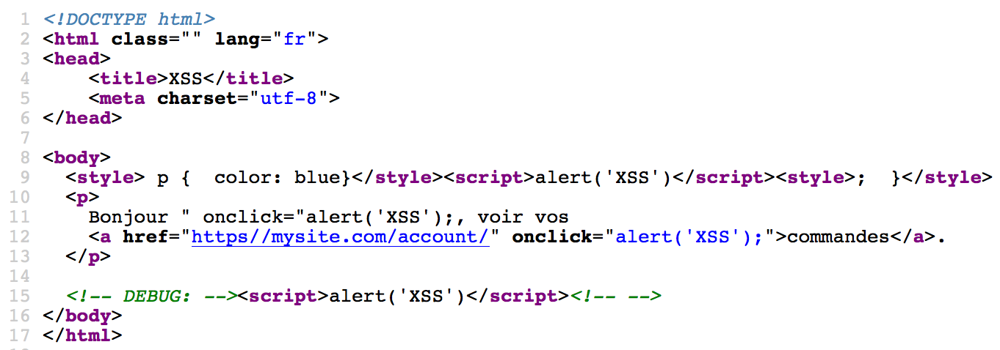 1 <!DOCTYPE html>
2 <html class="" lang="fr">
3 <head>
4     <title>XSS</title>
5     <meta charset="utf-8">
6 </head>
7
8 <body>
9   <style> p {  color: blue}</style><script>alert('XSS')</script><style>;  }</style>
10   <p>
11     Bonjour " onclick="alert('XSS');, voir vos
12     <a href="https//mysite.com/account/" onclick="alert('XSS');">commandes</a>.
13   </p>
14
15   <!-- DEBUG: --><script>alert('XSS')</script><!-- -->
16 </body>
17 </html>